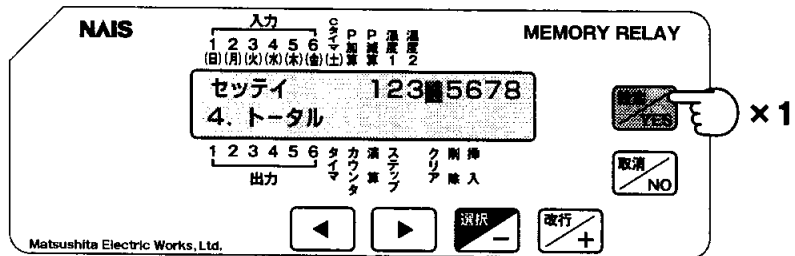 NAIS
MEMORY RELAY
入力
1 2 3 4 5 6 Cタイマ P加算 P減算 温度1 温度2
(日)(月)(火)(水)(木)(金)(土)
セッテイ 123 5678
4. トータル
×1
YES
1 2 3 4 5 6 タイマ カウンタ 演算 ステップ クリア 削除 挿入
出力
取消
NO
◀ ▶
選択
−
改行
+
Matsushita Electric Works, Ltd.